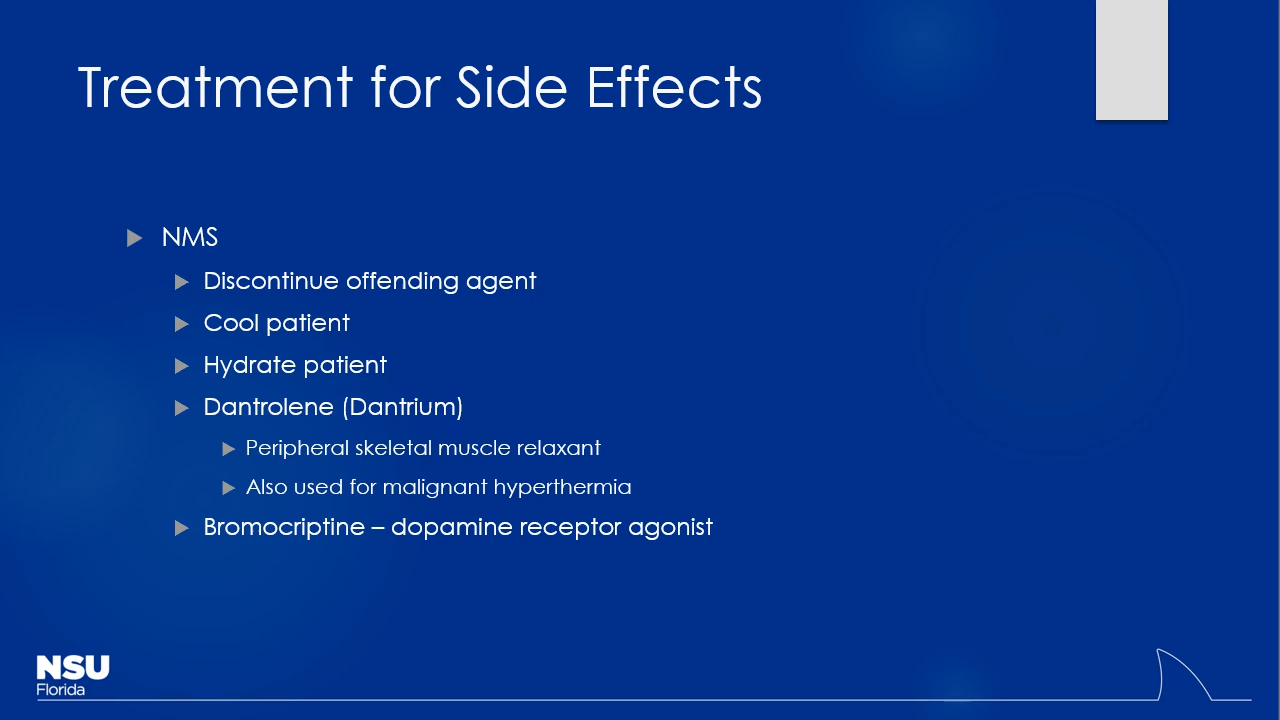 Treatment for Side Effects
NMS
Discontinue offending agent
Cool patient
Hydrate patient
Dantrolene (Dantrium)
Peripheral skeletal muscle relaxant
Also used for malignant hyperthermia
Bromocriptine – dopamine receptor agonist
NSU
Florida